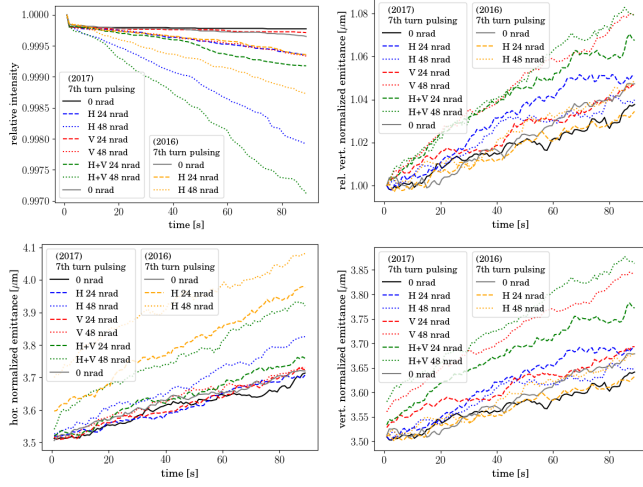 1.0000
0.9995
0.9990
0.9985
0.9980
0.9975
0.9970
relative intensity
(2017)
7th turn pulsing
0 nrad
H 24 nrad
H 48 nrad
V 24 nrad
V 48 nrad
H+V 24 nrad
H+V 48 nrad
0 nrad
(2016)
7th turn pulsing
0 nrad
H 24 nrad
H 48 nrad
0 20 40 60 80
time [s]
1.08
1.06
1.04
1.02
1.00
rel. vert. normalized emittance [μm]
(2017)
7th turn pulsing
0 nrad
H 24 nrad
H 48 nrad
V 24 nrad
V 48 nrad
H+V 24 nrad
H+V 48 nrad
0 nrad
(2016)
7th turn pulsing
0 nrad
H 24 nrad
H 48 nrad
0 20 40 60 80
time [s]
4.1
4.0
3.9
3.8
3.7
3.6
3.5
hor. normalized emittance [μm]
(2017)
7th turn pulsing
0 nrad
H 24 nrad
H 48 nrad
V 24 nrad
V 48 nrad
H+V 24 nrad
H+V 48 nrad
0 nrad
(2016)
7th turn pulsing
0 nrad
H 24 nrad
H 48 nrad
0 20 40 60 80
time [s]
3.85
3.80
3.75
3.70
3.65
3.60
3.55
3.50
vert. normalized emittance [μm]
(2017)
7th turn pulsing
0 nrad
H 24 nrad
H 48 nrad
V 24 nrad
V 48 nrad
H+V 24 nrad
H+V 48 nrad
0 nrad
(2016)
7th turn pulsing
0 nrad
H 24 nrad
H 48 nrad
0 20 40 60 80
time [s]